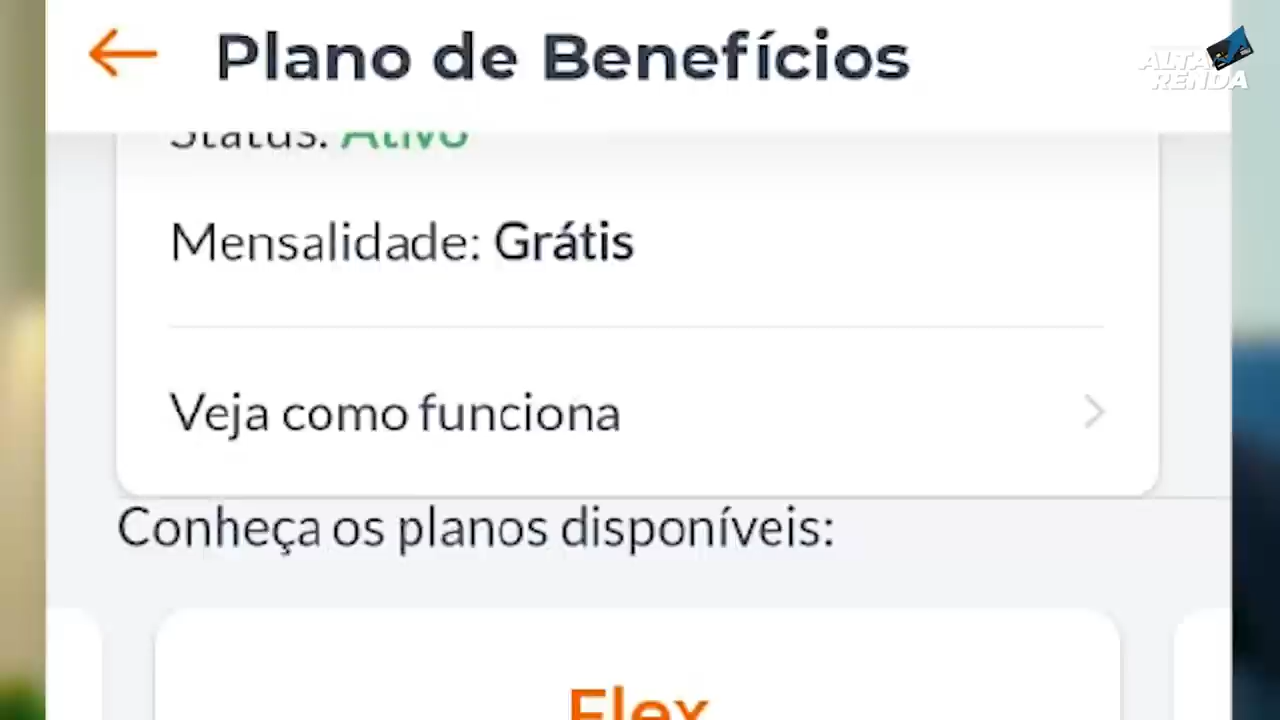 Plano de Benefícios
ALTA
RENDA
Status: Ativo
Mensalidade: Grátis
Veja como funciona
Conheça os planos disponíveis:
Flex